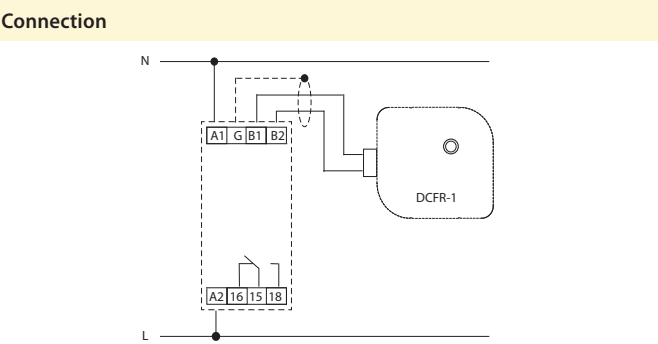 Connection
N
A1 G B1 B2
DCFR-1
A2 16 15 18
L